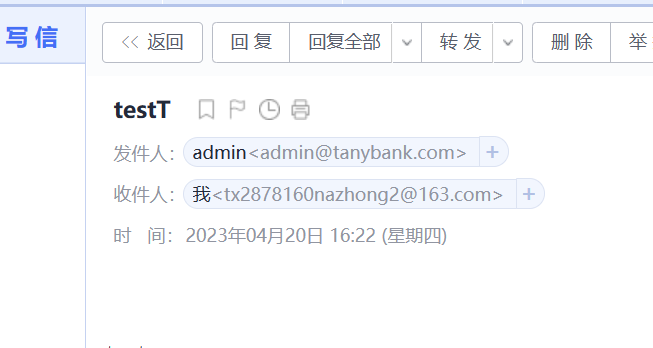 写信
<< 返回 回复 回复全部 转发 删除 举
testT
发件人: admin<admin@tanybank.com> +
收件人: 我<tx2878160nazhong2@163.com> +
时 间: 2023年04月20日 16:22 (星期四)